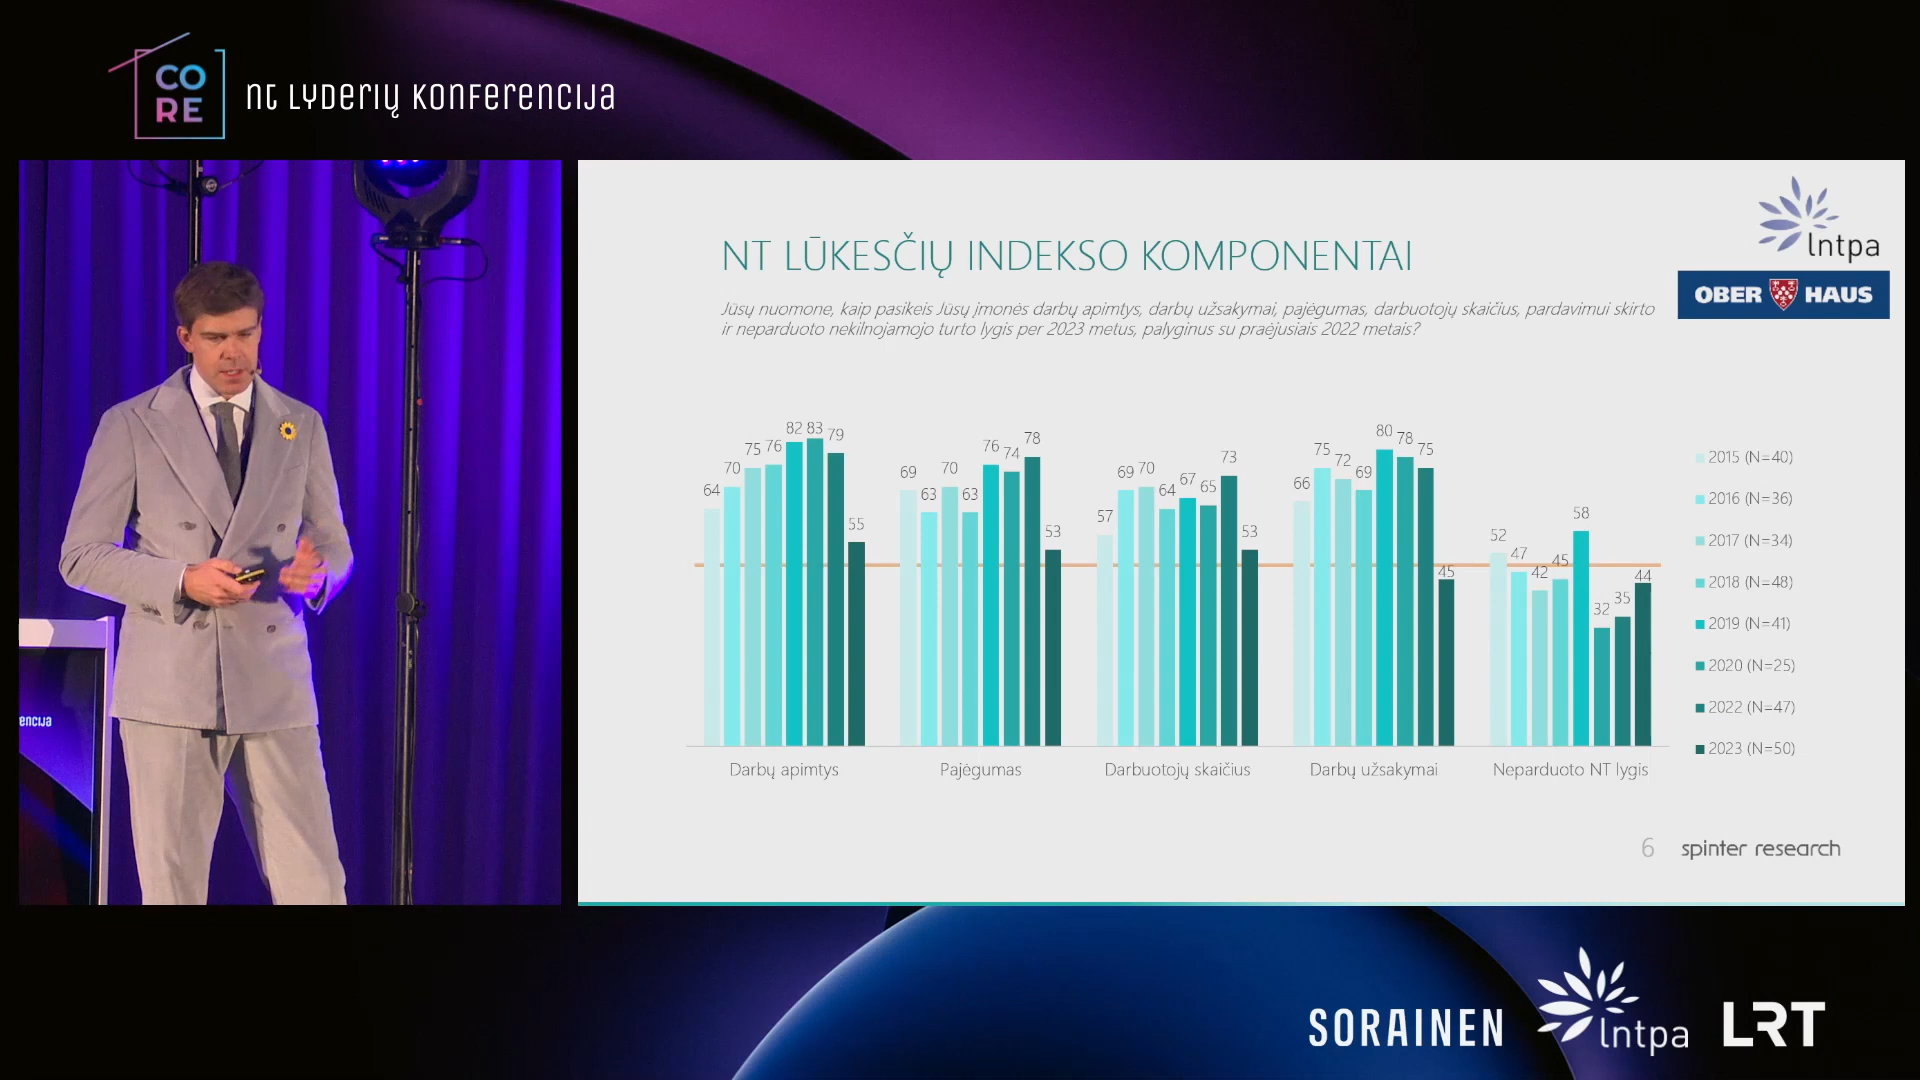 CO
RE
nt Lyderių Konferencija
encija
NT LŪKESČIŲ INDEKSO KOMPONENTAI
lntpa
OBER HAUS
Jūsų nuomone, kaip pasikeis Jūsų įmonės darbų apimtys, darbų užsakymai, pajėgumas, darbuotojų skaičius, pardavimui skirto
ir neparduoto nekilnojamojo turto lygis per 2023 metus, palyginus su praėjusiais 2022 metais?
64 70 75 76 82 83 79 55
69 63 70 63 76 74 78 53
57 69 70 64 67 65 73 53
66 75 72 69 80 78 75 45
52 47 42 45 58 32 35 44
Darbų apimtys
Pajėgumas
Darbuotojų skaičius
Darbų užsakymai
Neparduoto NT lygis
2015 (N=40)
2016 (N=36)
2017 (N=34)
2018 (N=48)
2019 (N=41)
2020 (N=25)
2022 (N=47)
2023 (N=50)
6 spinter research
SORAINEN lntpa LRT